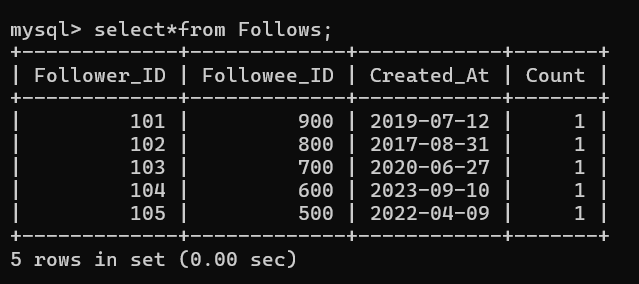 mysql> select*from Follows;
+-------------+-------------+------------+-------+
| Follower_ID | Followee_ID | Created_At | Count |
+-------------+-------------+------------+-------+
|         101 |         900 | 2019-07-12 |     1 |
|         102 |         800 | 2017-08-31 |     1 |
|         103 |         700 | 2020-06-27 |     1 |
|         104 |         600 | 2023-09-10 |     1 |
|         105 |         500 | 2022-04-09 |     1 |
+-------------+-------------+------------+-------+
5 rows in set (0.00 sec)